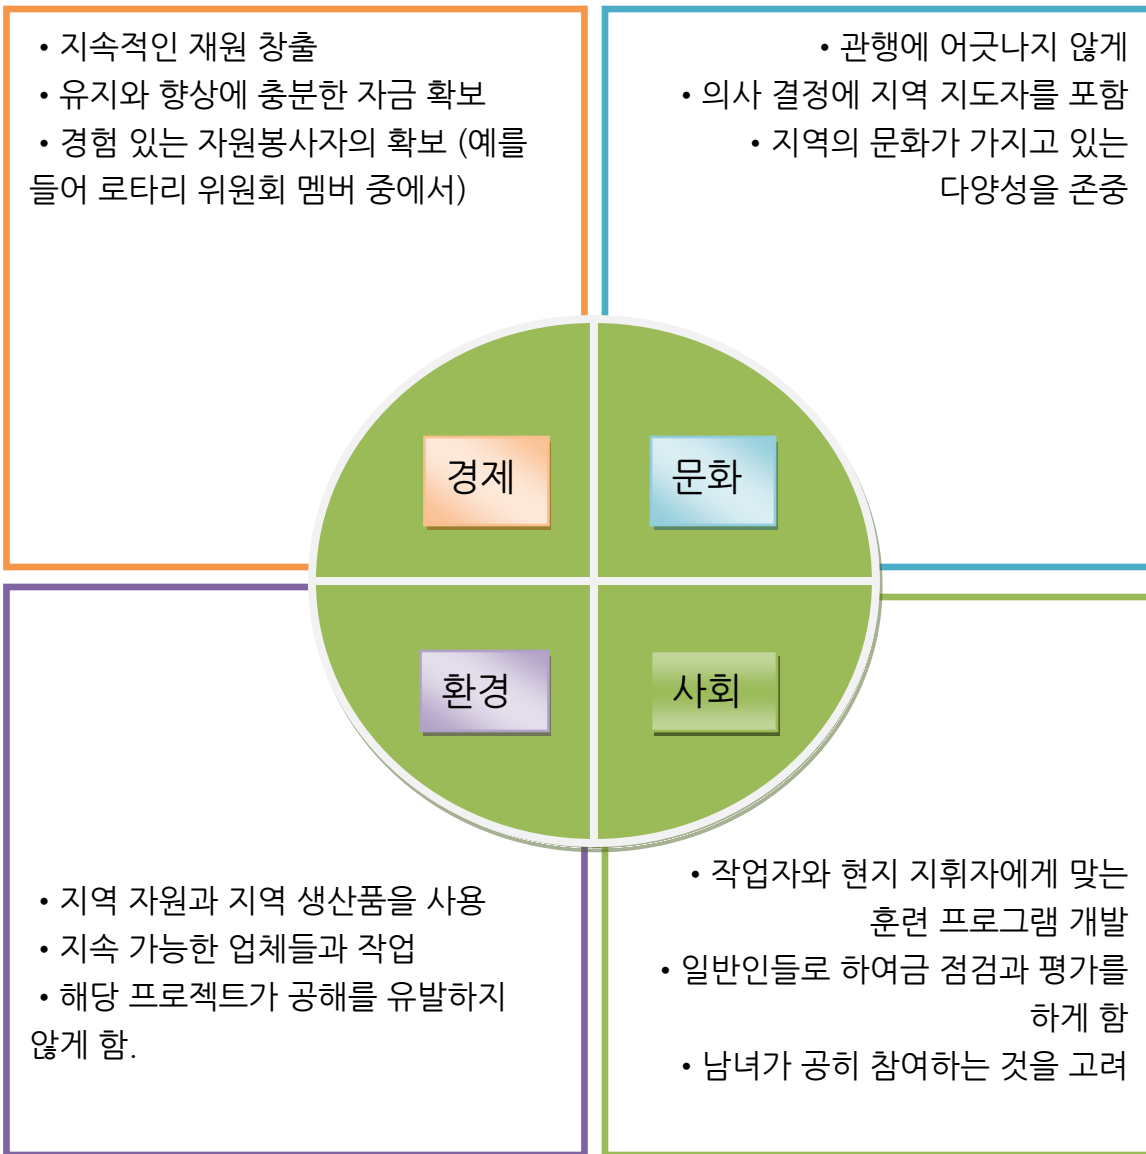 • 지속적인 재원 창출
• 유지와 향상에 충분한 자금 확보
• 경험 있는 자원봉사자의 확보 (예를
들어 로타리 위원회 멤버 중에서)
• 관행에 어긋나지 않게
• 의사 결정에 지역 지도자를 포함
• 지역의 문화가 가지고 있는
다양성을 존중
경제
문화
환경
사회
• 지역 자원과 지역 생산품을 사용
• 지속 가능한 업체들과 작업
• 해당 프로젝트가 공해를 유발하지
않게 함.
• 작업자와 현지 지휘자에게 맞는
훈련 프로그램 개발
• 일반인들로 하여금 점검과 평가를
하게 함
• 남녀가 공히 참여하는 것을 고려